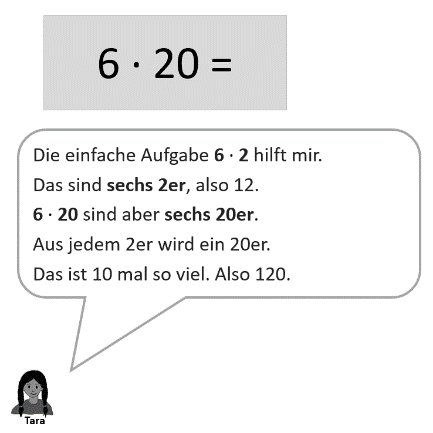 6 · 20 =
Die einfache Aufgabe 6 · 2 hilft mir.
Das sind sechs 2er, also 12.
6 · 20 sind aber sechs 20er.
Aus jedem 2er wird ein 20er.
Das ist 10 mal so viel. Also 120.
Tara